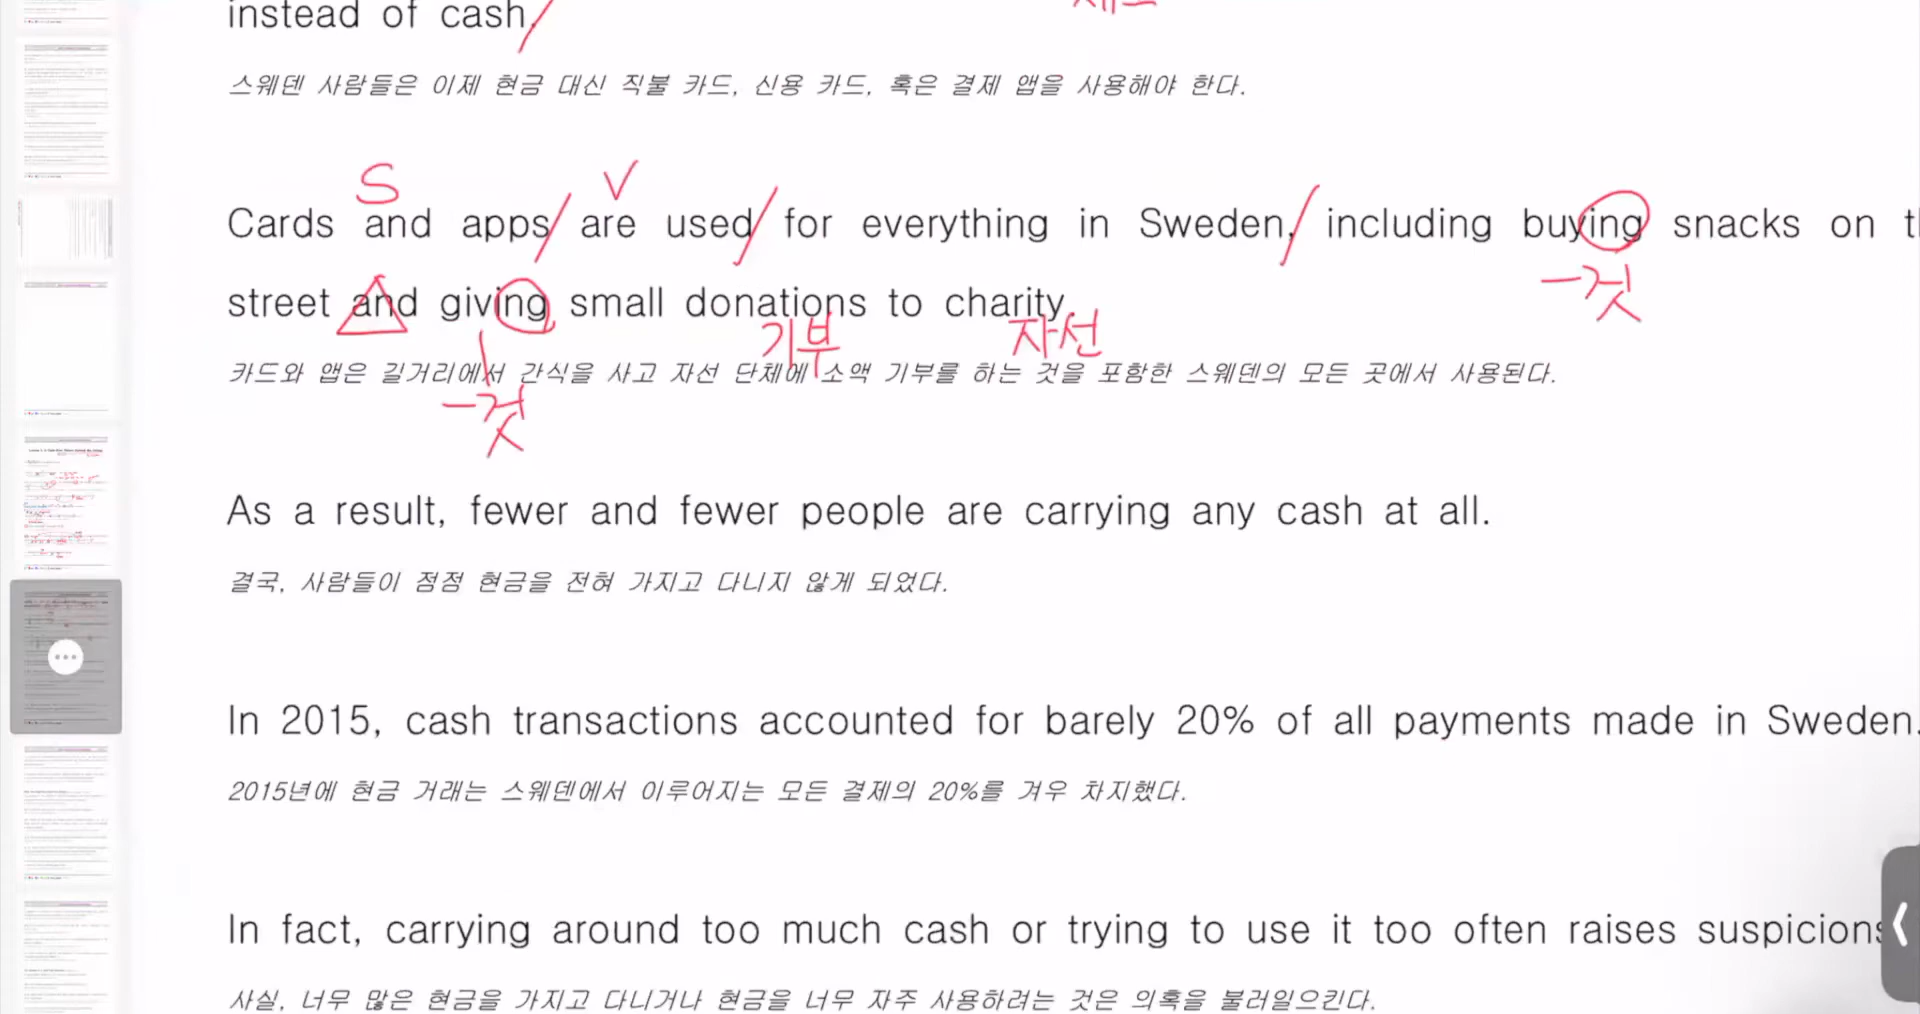 instead of cash.
스웨덴 사람들은 이제 현금 대신 직불 카드, 신용 카드, 혹은 결제 앱을 사용해야 한다.
S V
Cards and apps/ are used/ for everything in Sweden,/ including buying snacks on
-것
street and giving small donations to charity.
기부 자선
카드와 앱은 길거리에서 간식을 사고 자선 단체에 소액 기부를 하는 것을 포함한 스웨덴의 모든 곳에서 사용된다.
-것
As a result, fewer and fewer people are carrying any cash at all.
결국, 사람들이 점점 현금을 전혀 가지고 다니지 않게 되었다.
In 2015, cash transactions accounted for barely 20% of all payments made in Sweden.
2015년에 현금 거래는 스웨덴에서 이루어지는 모든 결제의 20%를 겨우 차지했다.
In fact, carrying around too much cash or trying to use it too often raises suspicions
사실, 너무 많은 현금을 가지고 다니거나 현금을 너무 자주 사용하려는 것은 의혹을 불러일으킨다.